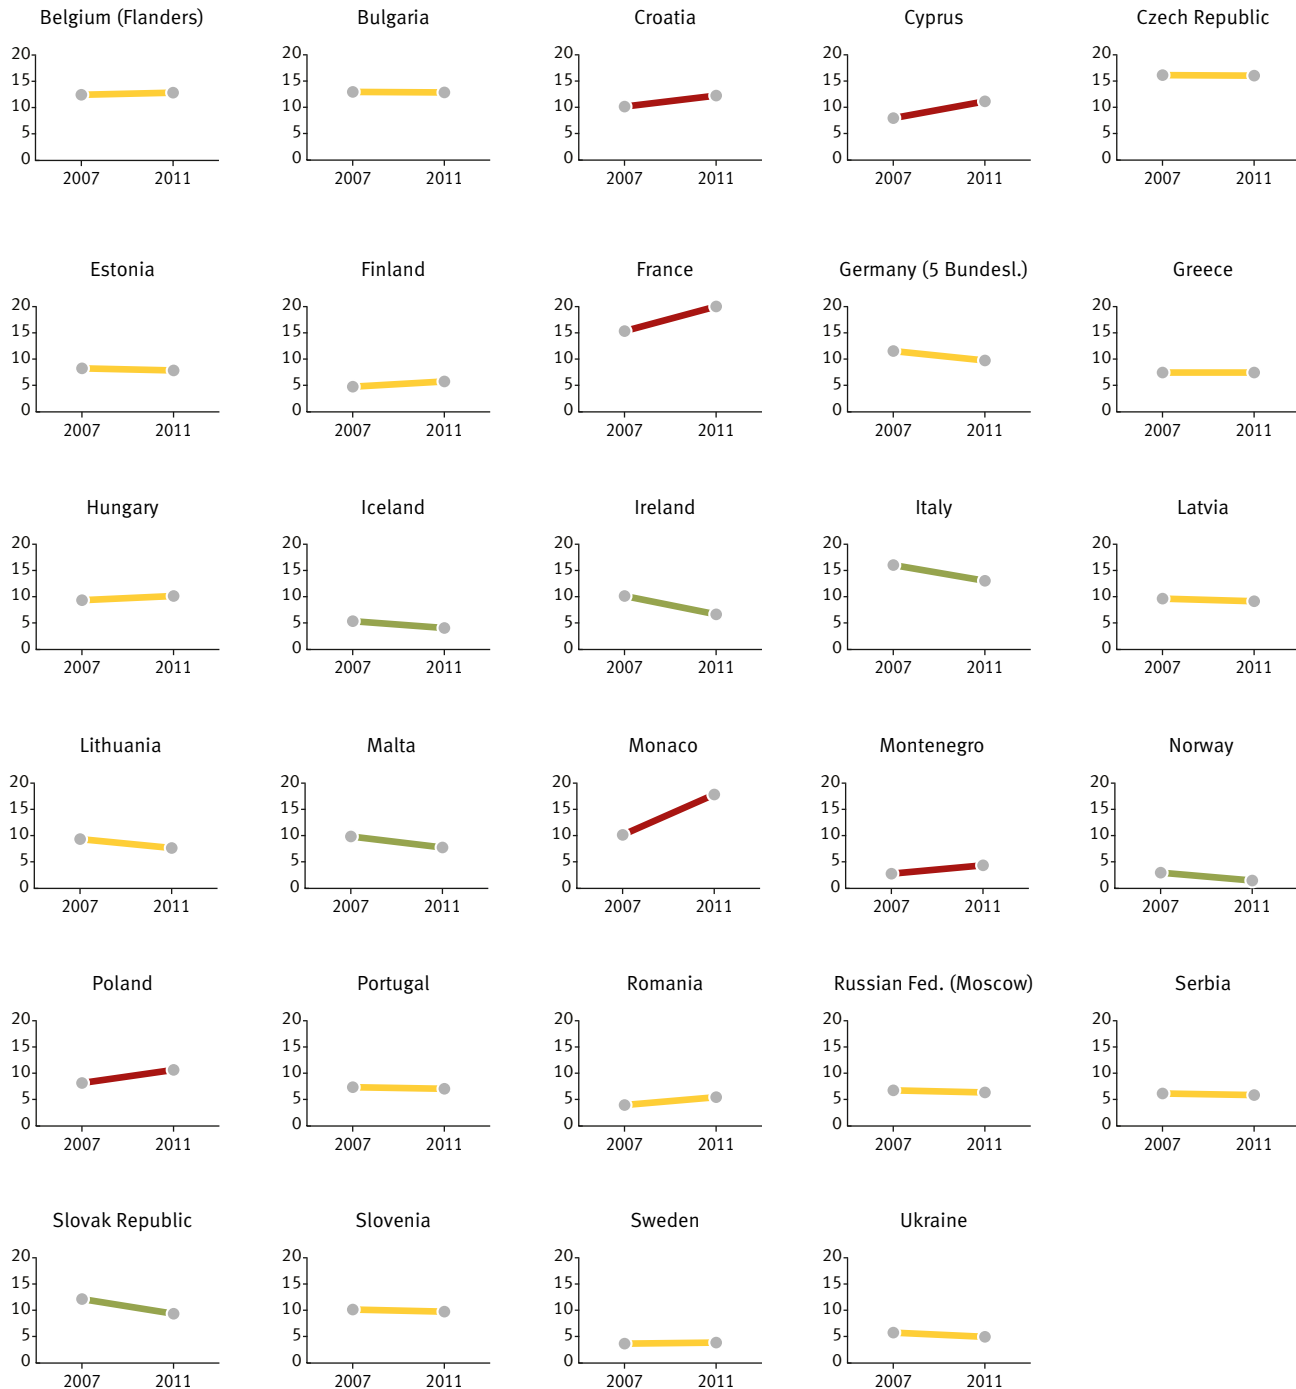 Belgium (Flanders) Bulgaria Croatia Cyprus Czech Republic
20 20 20 20 20
15 15 15 15 15
10 10 10 10 10
5 5 5 5 5
0 0 0 0 0
2007 2011 2007 2011 2007 2011 2007 2011 2007 2011
Estonia Finland France Germany (5 Bundesl.) Greece
20 20 20 20 20
15 15 15 15 15
10 10 10 10 10
5 5 5 5 5
0 0 0 0 0
2007 2011 2007 2011 2007 2011 2007 2011 2007 2011
Hungary Iceland Ireland Italy Latvia
20 20 20 20 20
15 15 15 15 15
10 10 10 10 10
5 5 5 5 5
0 0 0 0 0
2007 2011 2007 2011 2007 2011 2007 2011 2007 2011
Lithuania Malta Monaco Montenegro Norway
20 20 20 20 20
15 15 15 15 15
10 10 10 10 10
5 5 5 5 5
0 0 0 0 0
2007 2011 2007 2011 2007 2011 2007 2011 2007 2011
Poland Portugal Romania Russian Fed. (Moscow) Serbia
20 20 20 20 20
15 15 15 15 15
10 10 10 10 10
5 5 5 5 5
0 0 0 0 0
2007 2011 2007 2011 2007 2011 2007 2011 2007 2011
Slovak Republic Slovenia Sweden Ukraine
20 20 20 20
15 15 15 15
10 10 10 10
5 5 5 5
0 0 0 0
2007 2011 2007 2011 2007 2011 2007 2011